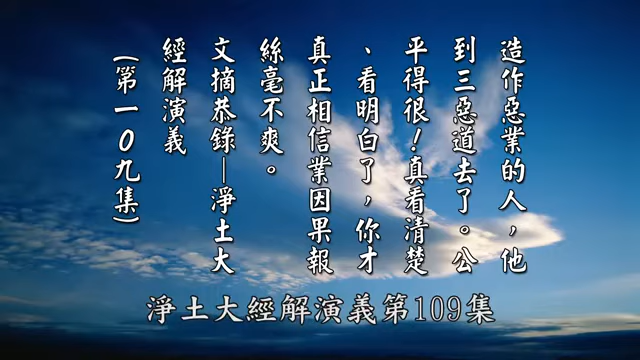 造作惡業的人，他
到三惡道去了。公
平得很！真看清楚
、看明白了，你才
真正相信業因果報
絲毫不爽。
文摘恭錄—淨土大
經解演義
(第一０九集)
淨土大經解演義第109集